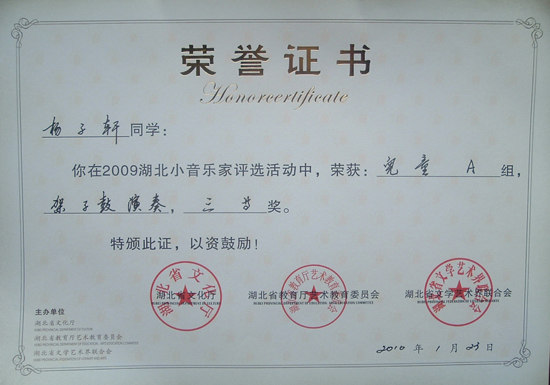 荣誉证书
Honorcertificate
杨子轩同学：
你在2009湖北小音乐家评选活动中，荣获：儿童 A 组，
架子鼓演奏，三等奖。
特颁此证，以资鼓励！
湖北省文化厅 湖北省教育厅艺术教育委员会 湖北省文学艺术界联合会
主办单位
湖北省文化厅
湖北省教育厅艺术教育委员会
湖北省文学艺术界联合会
2010 年 1 月 23 日